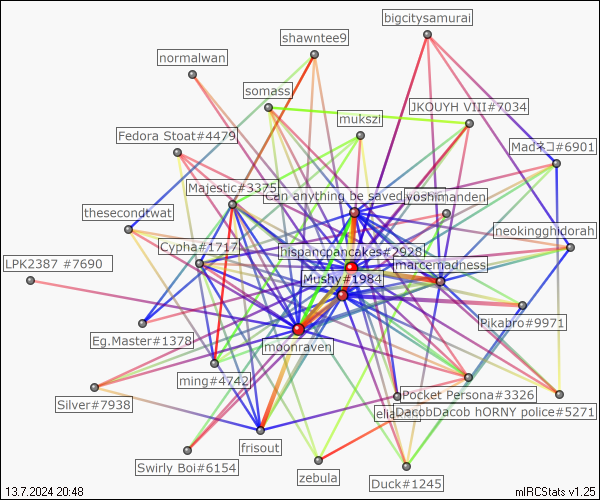 bigcitysamurai
shawntee9
normalwan
somass
JKOUYH VIII#7034
mukszi
Fedora Stoat#4479
Madネコ#6901
Majestic#3375
Can anything be saved
yoshimanden
thesecondtwat
neokingghidorah
Cypha#1717
hispancpancakes#2928
LPK2387 #7690
marcemadness
Mushy#1984
Pikabro#9971
Eg.Master#1378
moonraven
ming#4742
Pocket Persona#3326
Silver#7938
DacobDacob hORNY police#5271
frisout
Swirly Boi#6154
zebula
Duck#1245
13.7.2024 20:48
mIRCStats v1.25